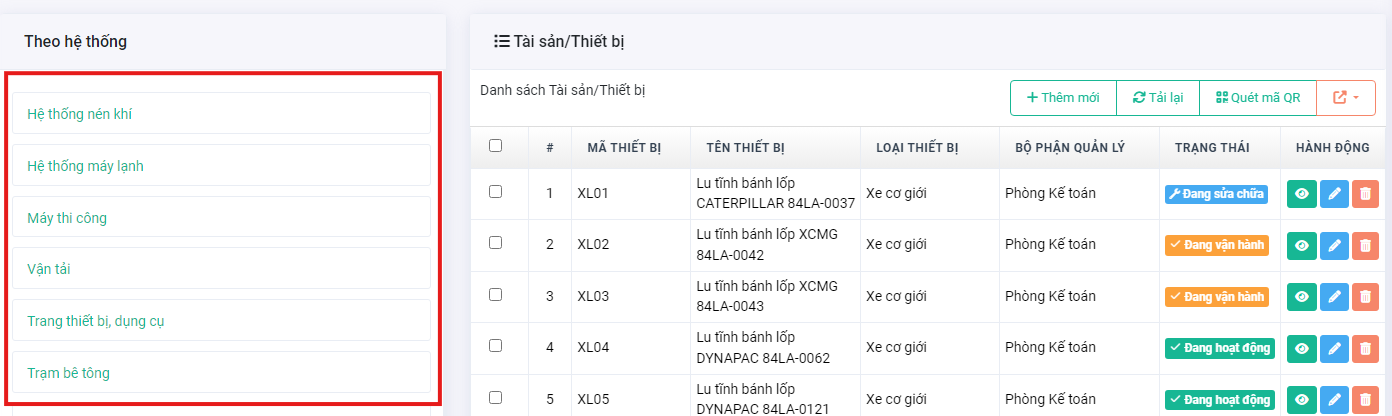 Theo hệ thống
Hệ thống nén khí
Hệ thống máy lạnh
Máy thi công
Vận tải
Trang thiết bị, dụng cụ
Trạm bê tông
Tài sản/Thiết bị
Danh sách Tài sản/Thiết bị
Thêm mới Tải lại Quét mã QR
# MÃ THIẾT BỊ TÊN THIẾT BỊ LOẠI THIẾT BỊ BỘ PHẬN QUẢN LÝ TRẠNG THÁI HÀNH ĐỘNG
1 XL01 Lu tĩnh bánh lốp
CATERPILLAR 84LA-0037 Xe cơ giới Phòng Kế toán Đang sửa chữa
2 XL02 Lu tĩnh bánh lốp XCMG
84LA-0042 Xe cơ giới Phòng Kế toán Đang vận hành
3 XL03 Lu tĩnh bánh lốp XCMG
84LA-0043 Xe cơ giới Phòng Kế toán Đang vận hành
4 XL04 Lu tĩnh bánh lốp
DYNAPAC 84LA-0062 Xe cơ giới Phòng Kế toán Đang hoạt động
5 XL05 Lu tĩnh bánh lốp
DYNAPAC 84LA-0121 Xe cơ giới Phòng Kế toán Đang hoạt động